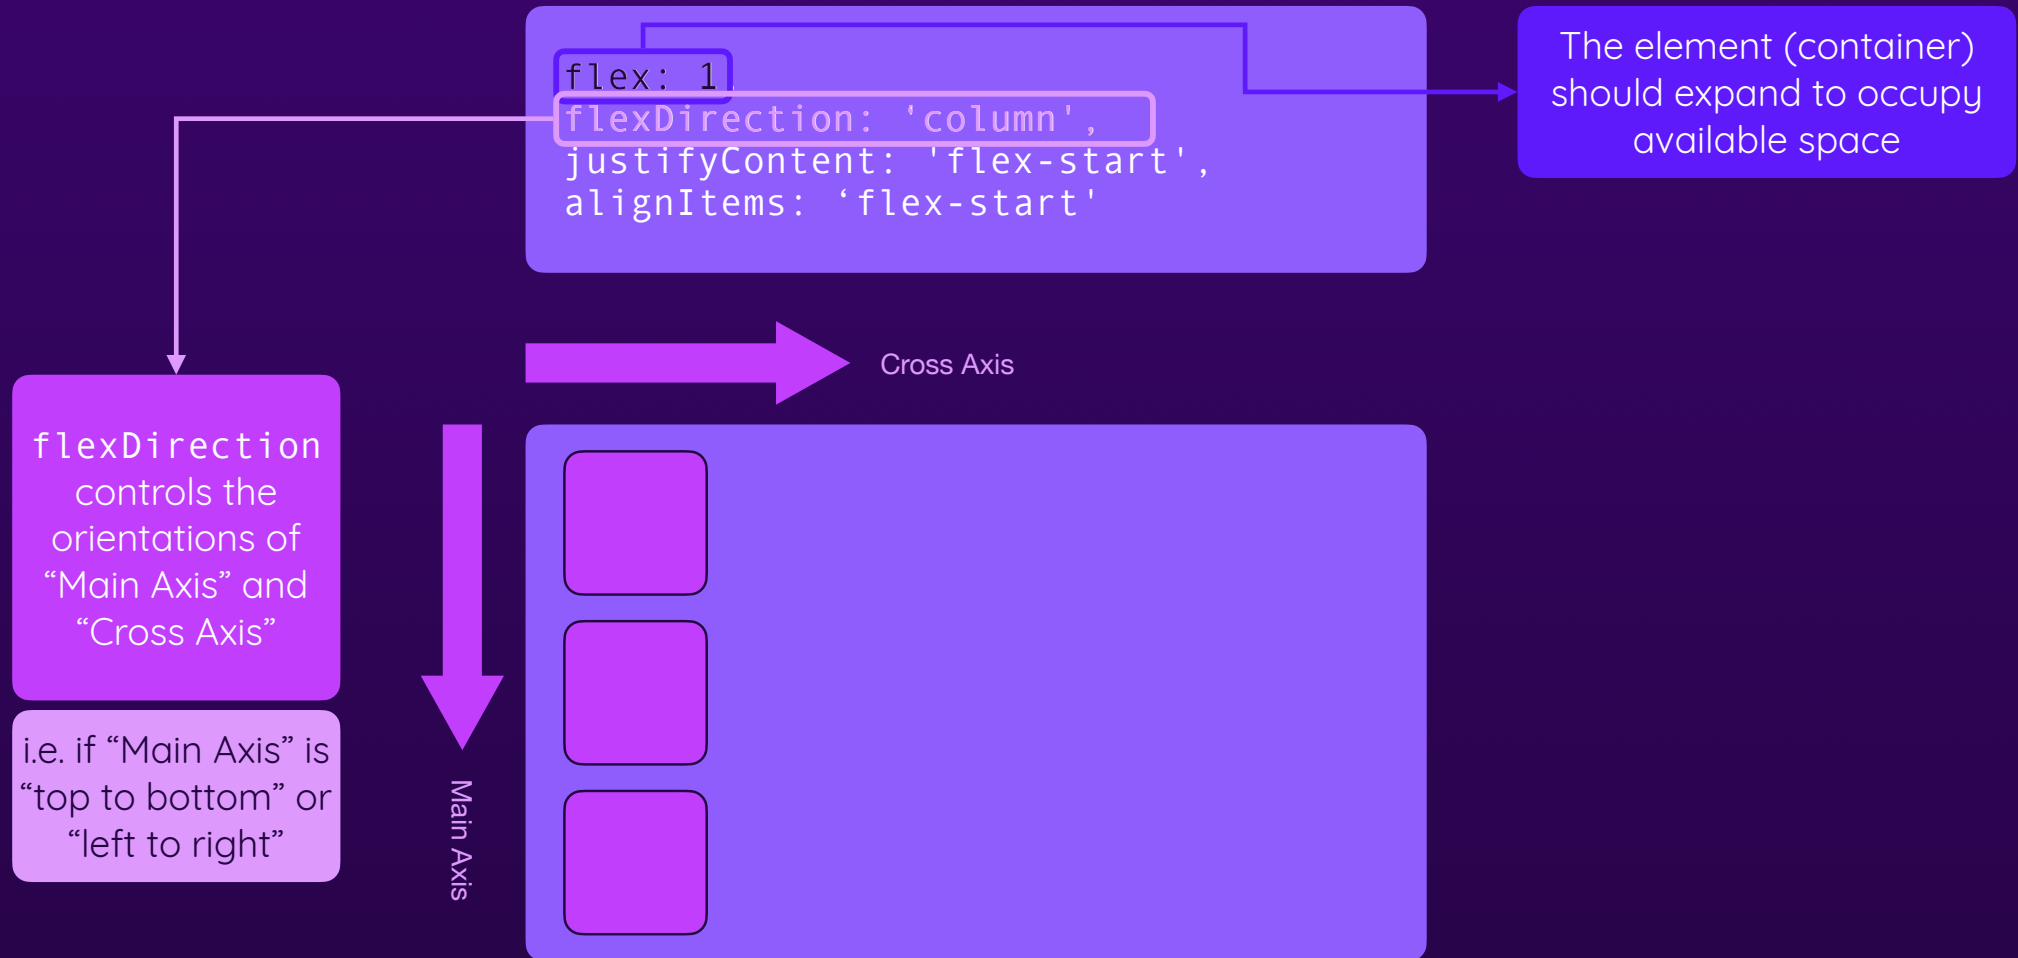 flex: 1
flexDirection: 'column',
justifyContent: 'flex-start',
alignItems: ‘flex-start'
The element (container)
should expand to occupy
available space
Cross Axis
flexDirection
controls the
orientations of
“Main Axis” and
“Cross Axis”
i.e. if “Main Axis” is
“top to bottom” or
“left to right”
Main Axis